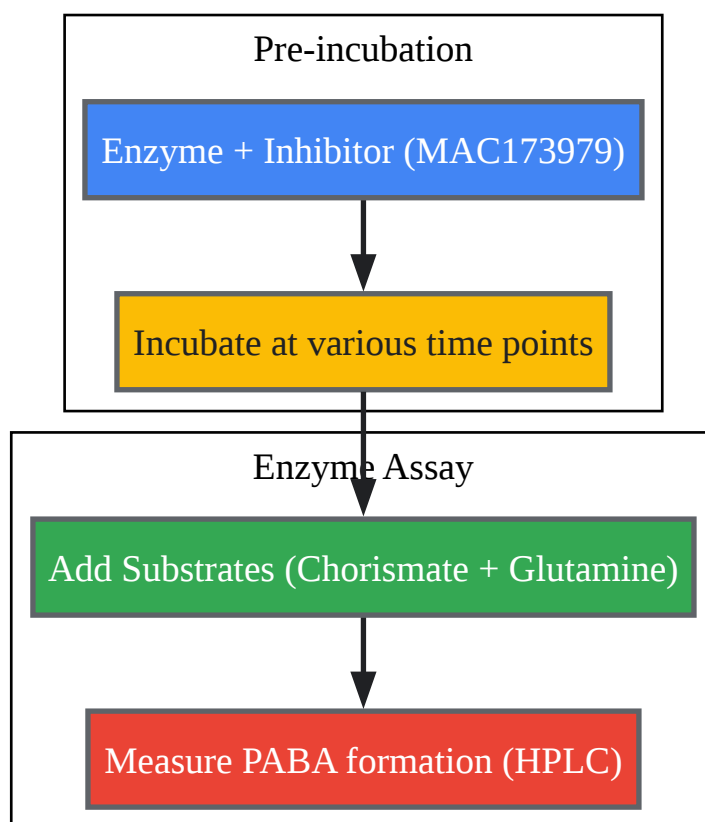 Pre-incubation
Enzyme + Inhibitor (MAC173979)
Incubate at various time points
Enzyme Assay
Add Substrates (Chorismate + Glutamine)
Measure PABA formation (HPLC)